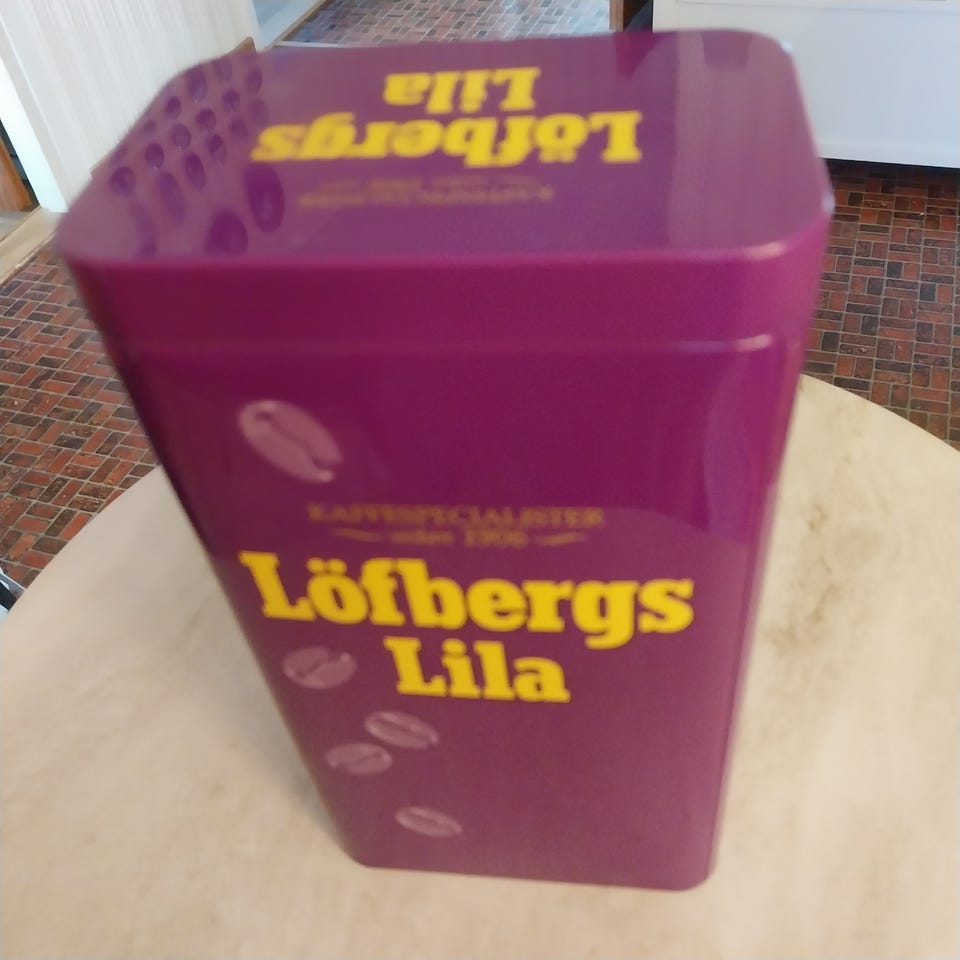 Löfbergs
Lila
KAFFESPECIALISTER
sedan 1906
Löfbergs
Lila